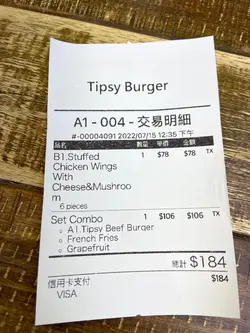 Tipsy Burger
A1 - 004 - 交易明細
#-00004091 2022/07/15 12:35 下午
品名 數量 單價 金額
B1.Stuffed 1 $78 $78 TX
Chicken Wings
With
Cheese&Mushroo
m
6 pieces
Set Combo 1 $106 $106 TX
○ A1.Tipsy Beef Burger
○ French Fries
○ Grapefruit
總計 $184
信用卡支付 $184
VISA